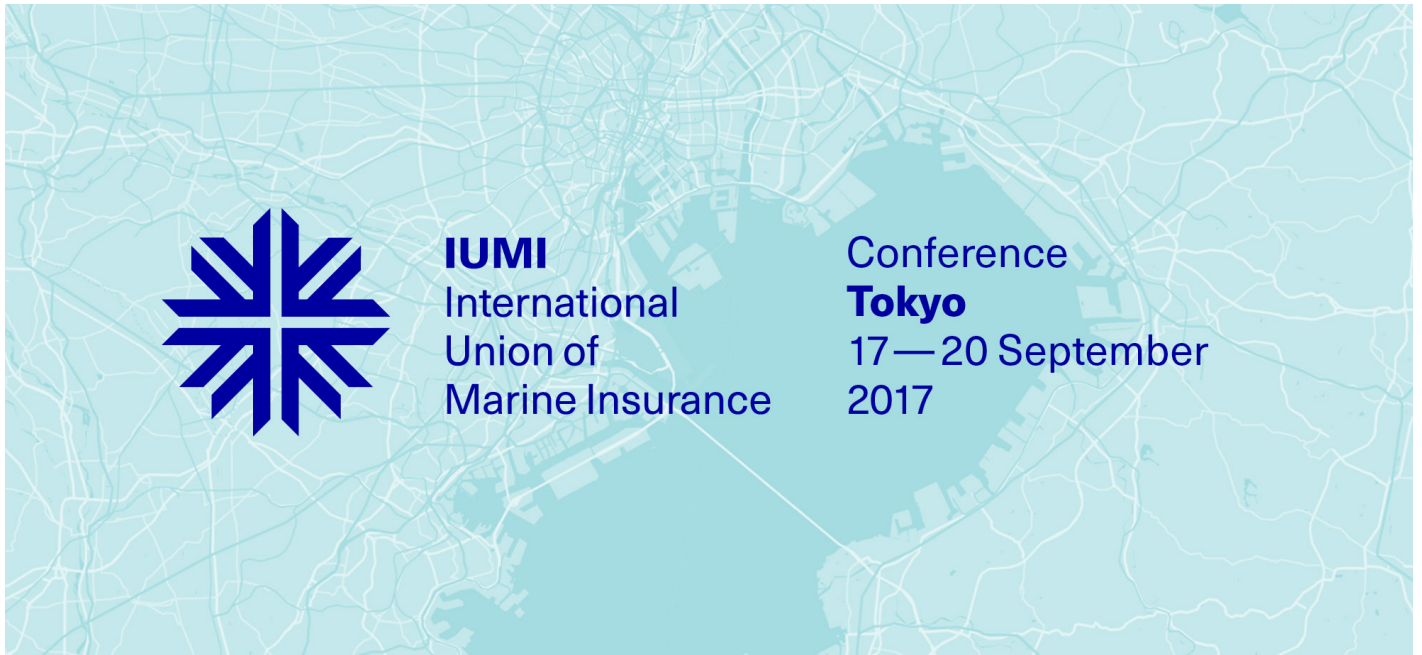 IUMI
International
Union of
Marine Insurance
Conference
Tokyo
17—20 September
2017